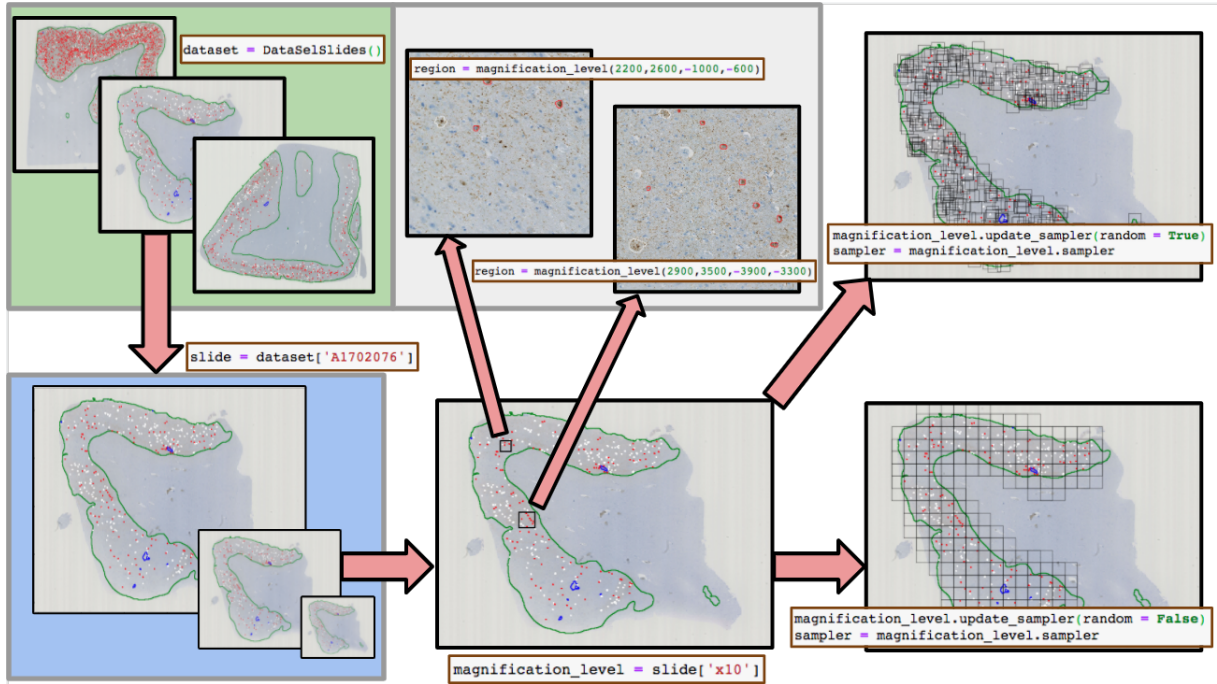 dataset = DataSelSlides()
region = magnification_level(2200,2600,-1000,-600)
region = magnification_level(2900,3500,-3900,-3300)
magnification_level.update_sampler(random = True)
sampler = magnification_level.sampler
slide = dataset['A1702076']
magnification_level = slide['x10']
magnification_level.update_sampler(random = False)
sampler = magnification_level.sampler